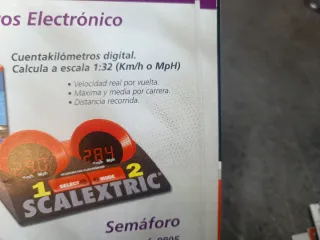 os Electrónico
Cuentakilómetros digital.
Calcula a escala 1:32 (Km/h o MpH)
• Velocidad real por vuelta.
• Máxima y media por carrera.
• Distancia recorrida.
284
1 SELECT MODE 2
SCALEXTRIC
Semáforo